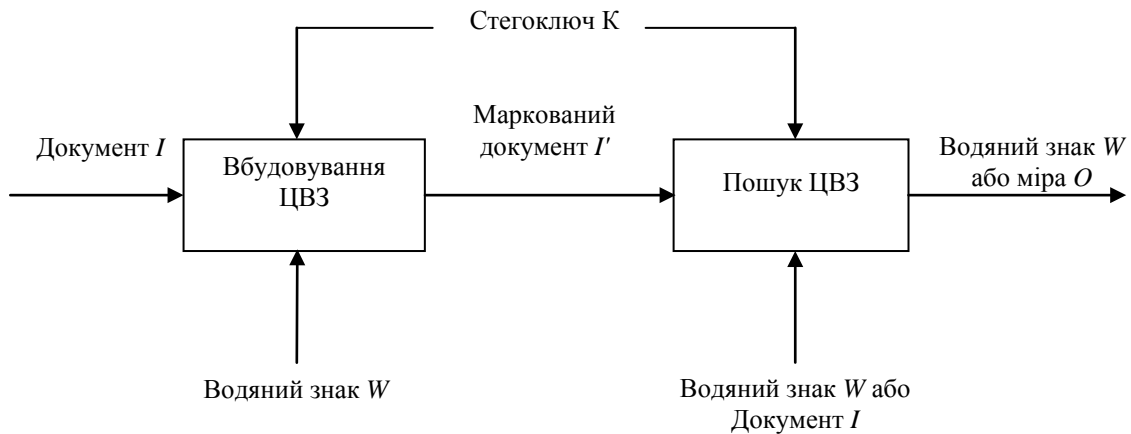 Стегоключ К
Маркований
документ I'
Документ I
Вбудовування
ЦВЗ
Пошук ЦВЗ
Водяний знак W
або міра O
Водяний знак W
Водяний знак W або
Документ I